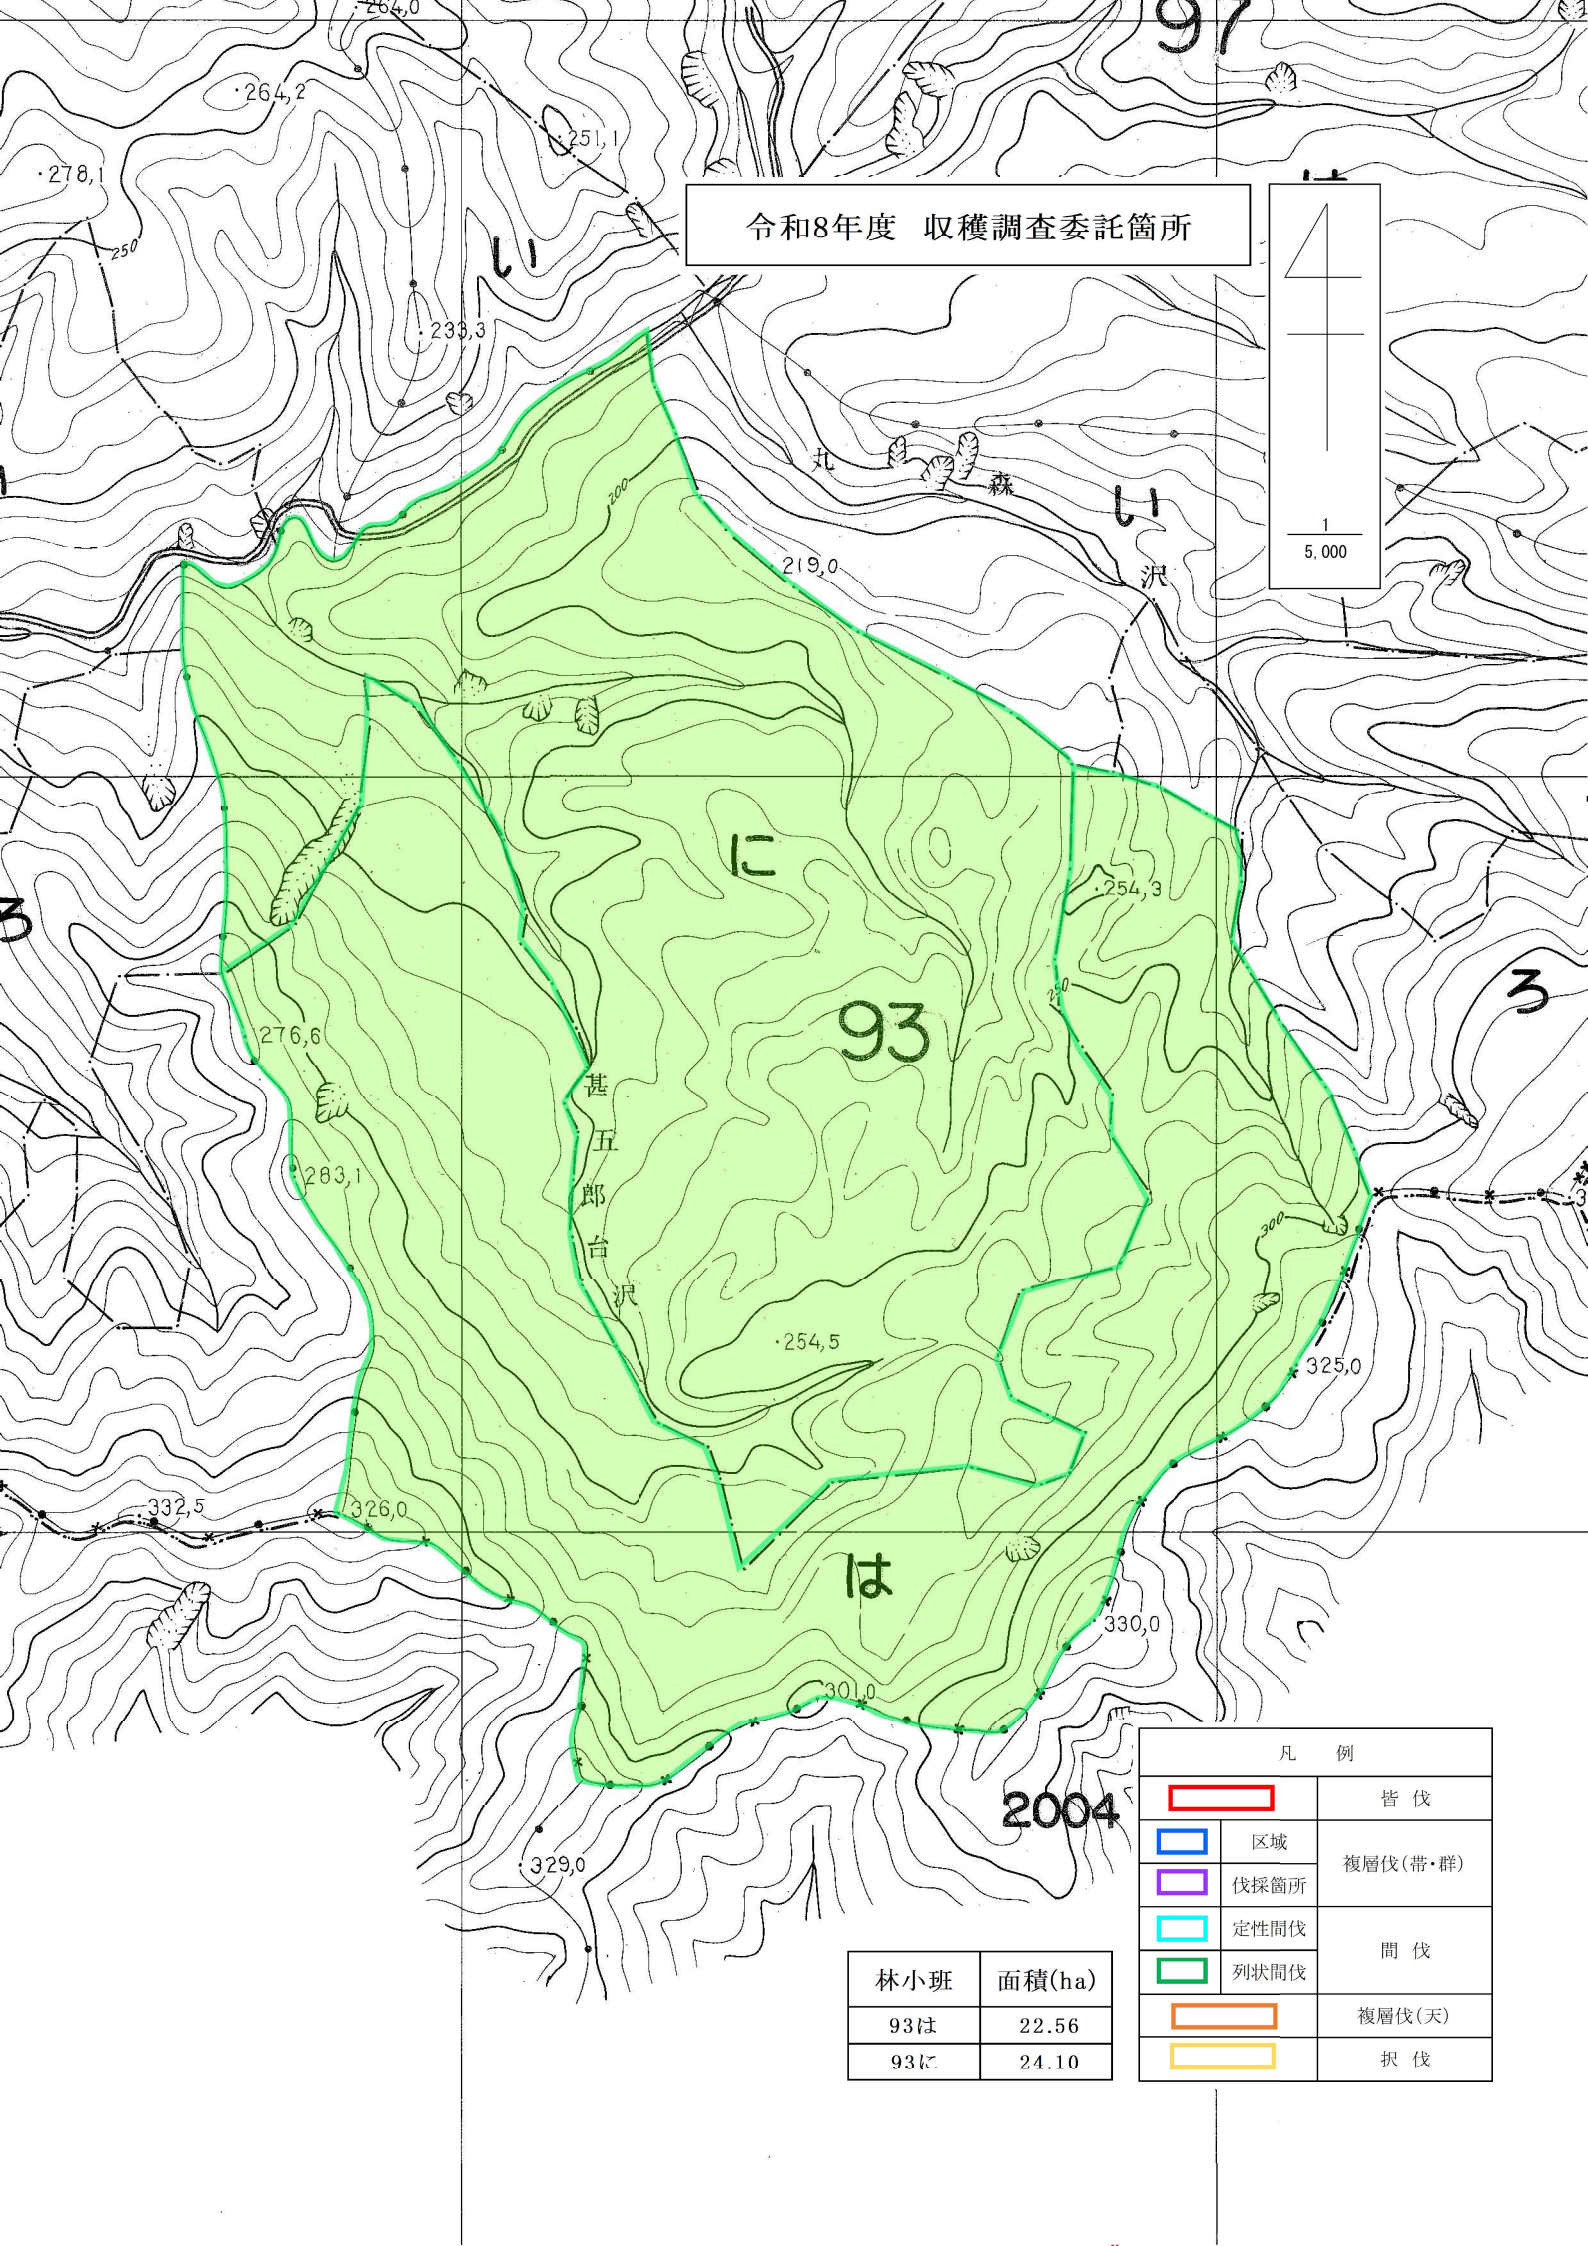 264,0
97
264,2
251,1
278,1
令和8年度 収穫調査委託箇所
250
い
233,3
丸
森
い
沢
1
5,000
200
219,0
に
254,3
3
ろ
250
93
276,6
甚
五
郎
台
沢
283,1
300
254,5
325,0
332,5
326,0
は
330,0
301,0
2004
329,0
凡 例
皆 伐
区域
複層伐(帯・群)
伐採箇所
定性間伐
間 伐
列状間伐
複層伐(天)
択 伐
林小班 面積(ha)
93は 22.56
93に 24.10